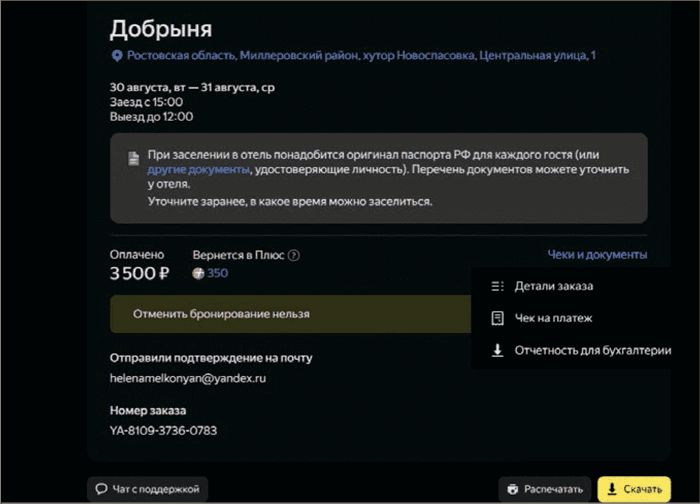 Добрыня
Ростовская область, Миллеровский район, хутор Новоспасовка, Центральная улица, 1
30 августа, вт — 31 августа, ср
Заезд с 15:00
Выезд до 12:00
При заселении в отель понадобится оригинал паспорта РФ для каждого гостя (или
другие документы, удостоверяющие личность). Перечень документов можете уточнить
у отеля.
Уточните заранее, в какое время можно заселиться.
Оплачено
Вернется в Плюс ?
Чеки и документы
3 500 ₽
350
Детали заказа
Чек на платеж
Отчетность для бухгалтерии
Отменить бронирование нельзя
Отправили подтверждение на почту
helenamelkonyan@yandex.ru
Номер заказа
YA-8109-3736-0783
Чат с поддержкой
Распечатать
Скачать